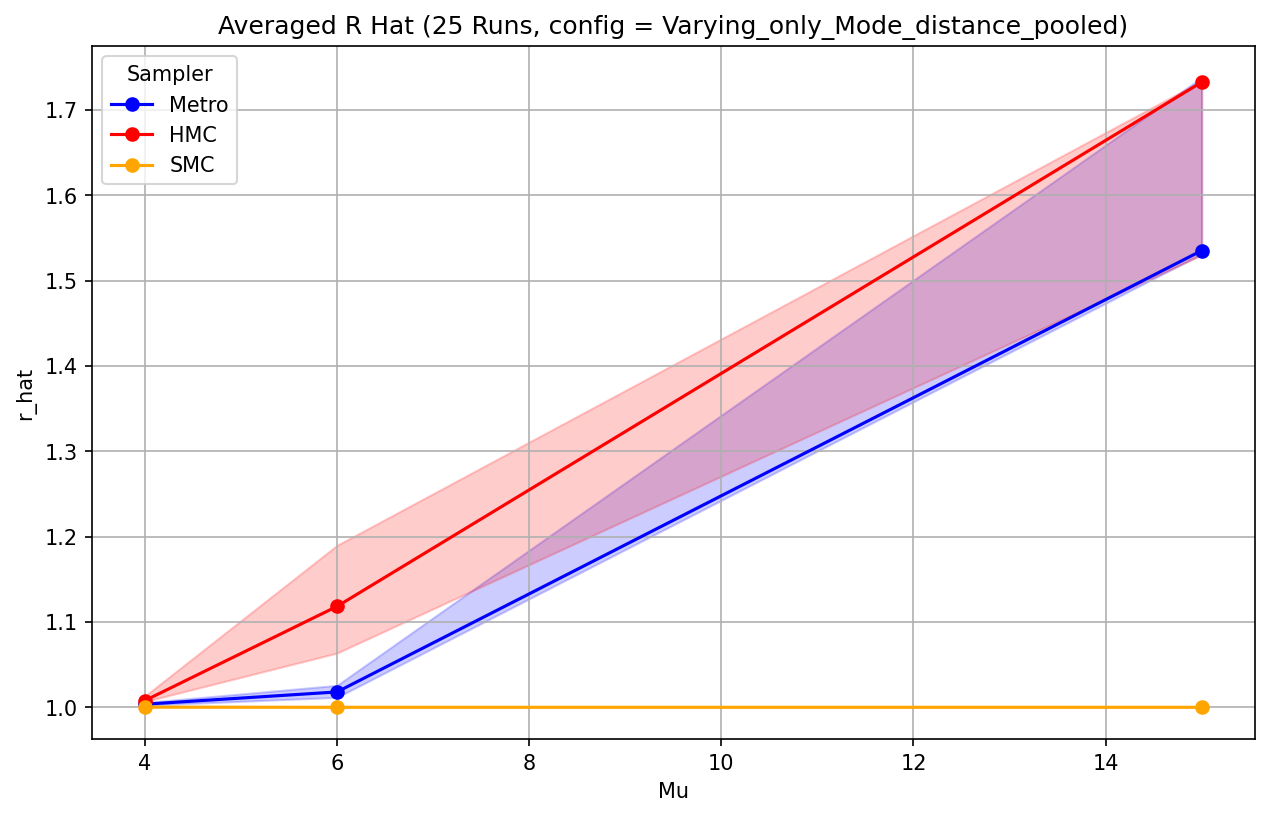 Averaged R Hat (25 Runs, config = Varying_only_Mode_distance_pooled)
Sampler
Metro
HMC
SMC
1.7
1.6
1.5
1.4
1.3
1.2
1.1
1.0
r_hat
4 6 8 10 12 14
Mu